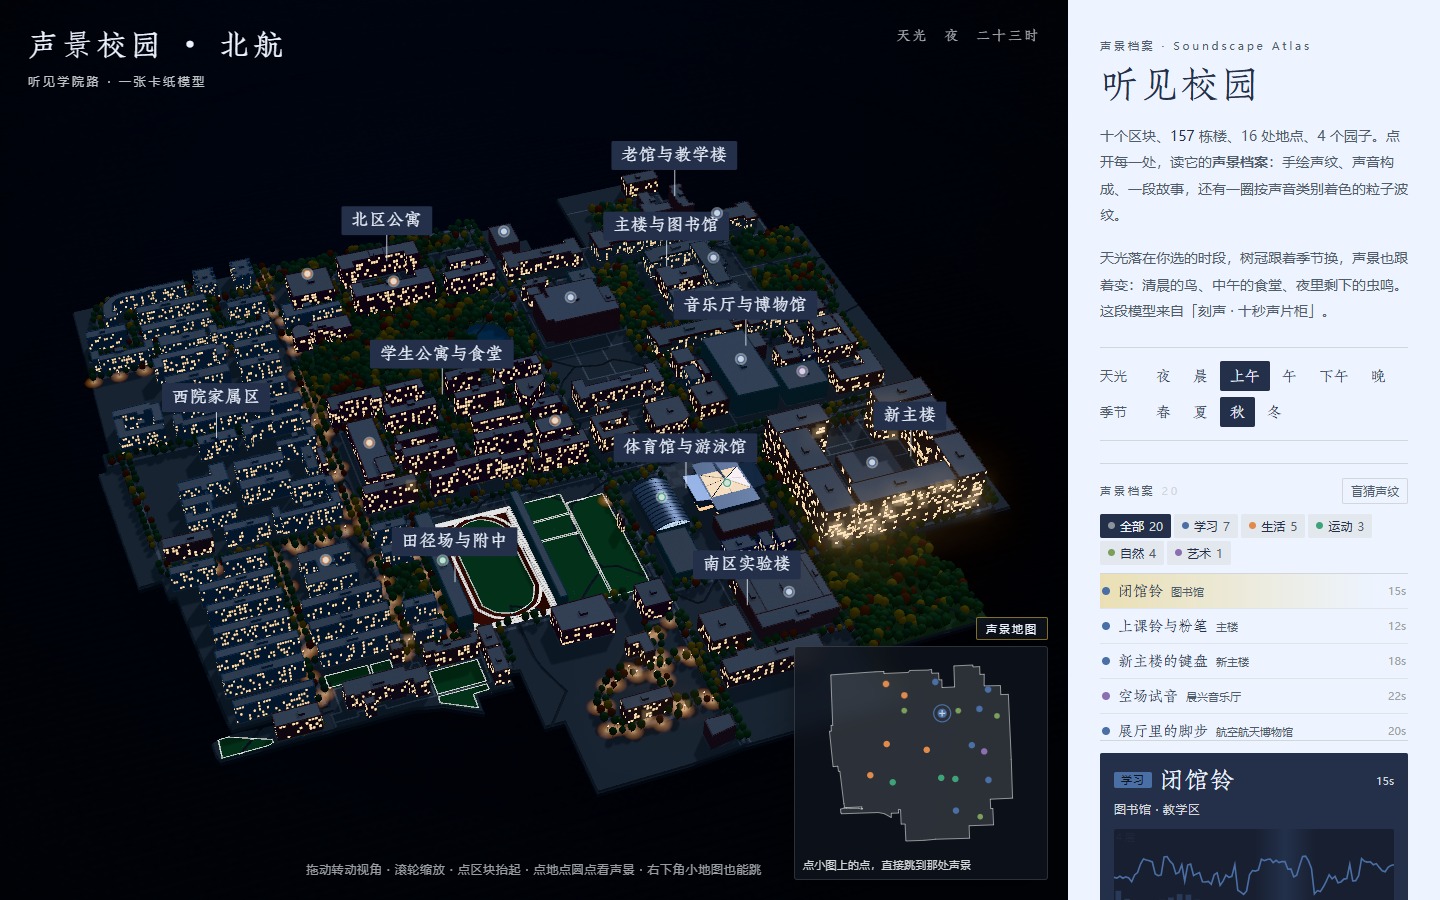 声景校园 · 北航
听见学院路 · 一张卡纸模型
天光 夜 二十三时
老馆与教学楼
北区公寓
主楼与图书馆
音乐厅与博物馆
学生公寓与食堂
西院家属区
新主楼
体育馆与游泳馆
田径场与附中
南区实验楼
声景地图
点小图上的点，直接跳到那处声景
拖动转动视角 · 滚轮缩放 · 点区块抬起 · 点地点圆点看声景 · 右下角小地图也能跳
声景档案 · Soundscape Atlas
听见校园
十个区块、157 栋楼、16 处地点、4 个园子。点
开每一处，读它的声景档案：手绘声纹、声音构
成、一段故事，还有一圈按声音类别着色的粒子波
纹。
天光落在你选的时段，树冠跟着季节换，声景也跟
着变：清晨的鸟、中午的食堂、夜里剩下的虫鸣。
这段模型来自「刻声 · 十秒声片柜」。
天光 夜 晨 上午 午 下午 晚
季节 春 夏 秋 冬
声景档案 20 盲猜声纹
全部 20 学习 7 生活 5 运动 3
自然 4 艺术 1
闭馆铃 图书馆 15s
上课铃与粉笔 主楼 12s
新主楼的键盘 新主楼 18s
空场试音 晨兴音乐厅 22s
展厅里的脚步 航空航天博物馆 20s
学习 闭馆铃 15s
图书馆 · 教学区